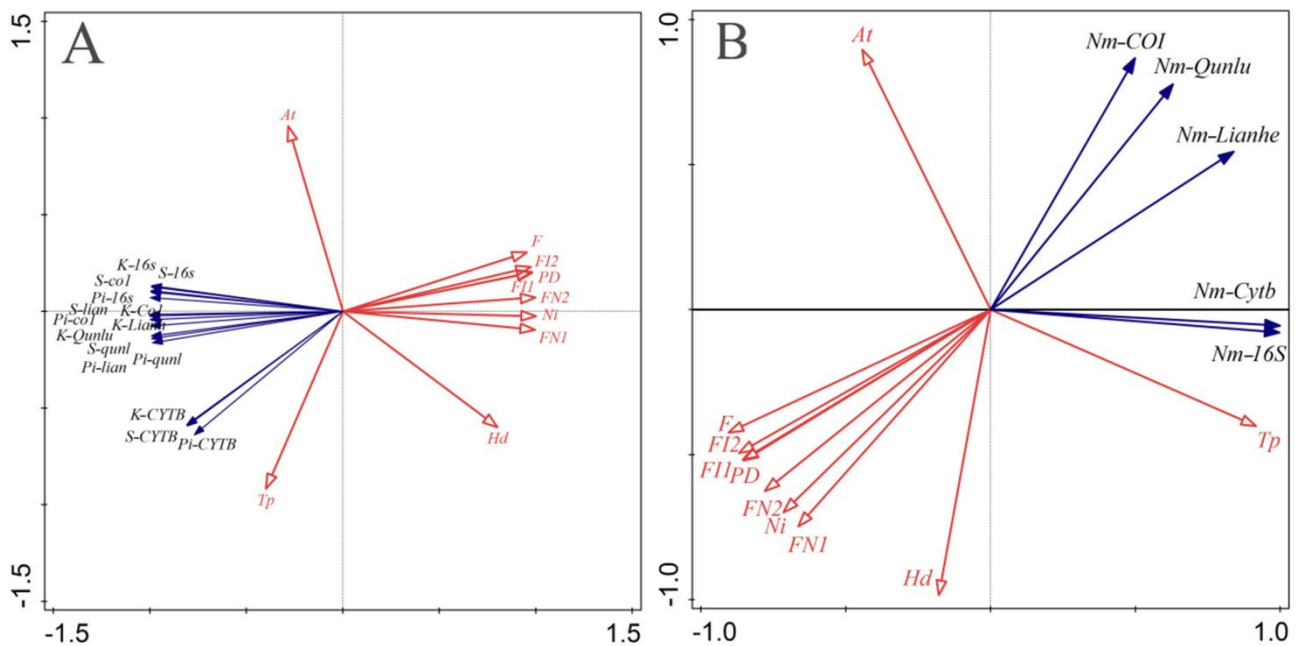 A
1.5
-1.5
-1.5
1.5
At
F
FI2
PD
FI1
FN2
Ni
FN1
Hd
Tp
K-16s
S-16s
S-co1
Pi-16s
S-lian
K-Co1
Pi-co1
K-Lianh
K-Qunlu
S-qunl
Pi-qunl
Pi-lian
K-CYTB
S-CYTB
Pi-CYTB
B
1.0
-1.0
-1.0
1.0
At
Nm-COI
Nm-Qunlu
Nm-Lianhe
Nm-Cytb
Nm-16S
Tp
F
FI2
FI1
PD
FN2
Ni
FN1
Hd